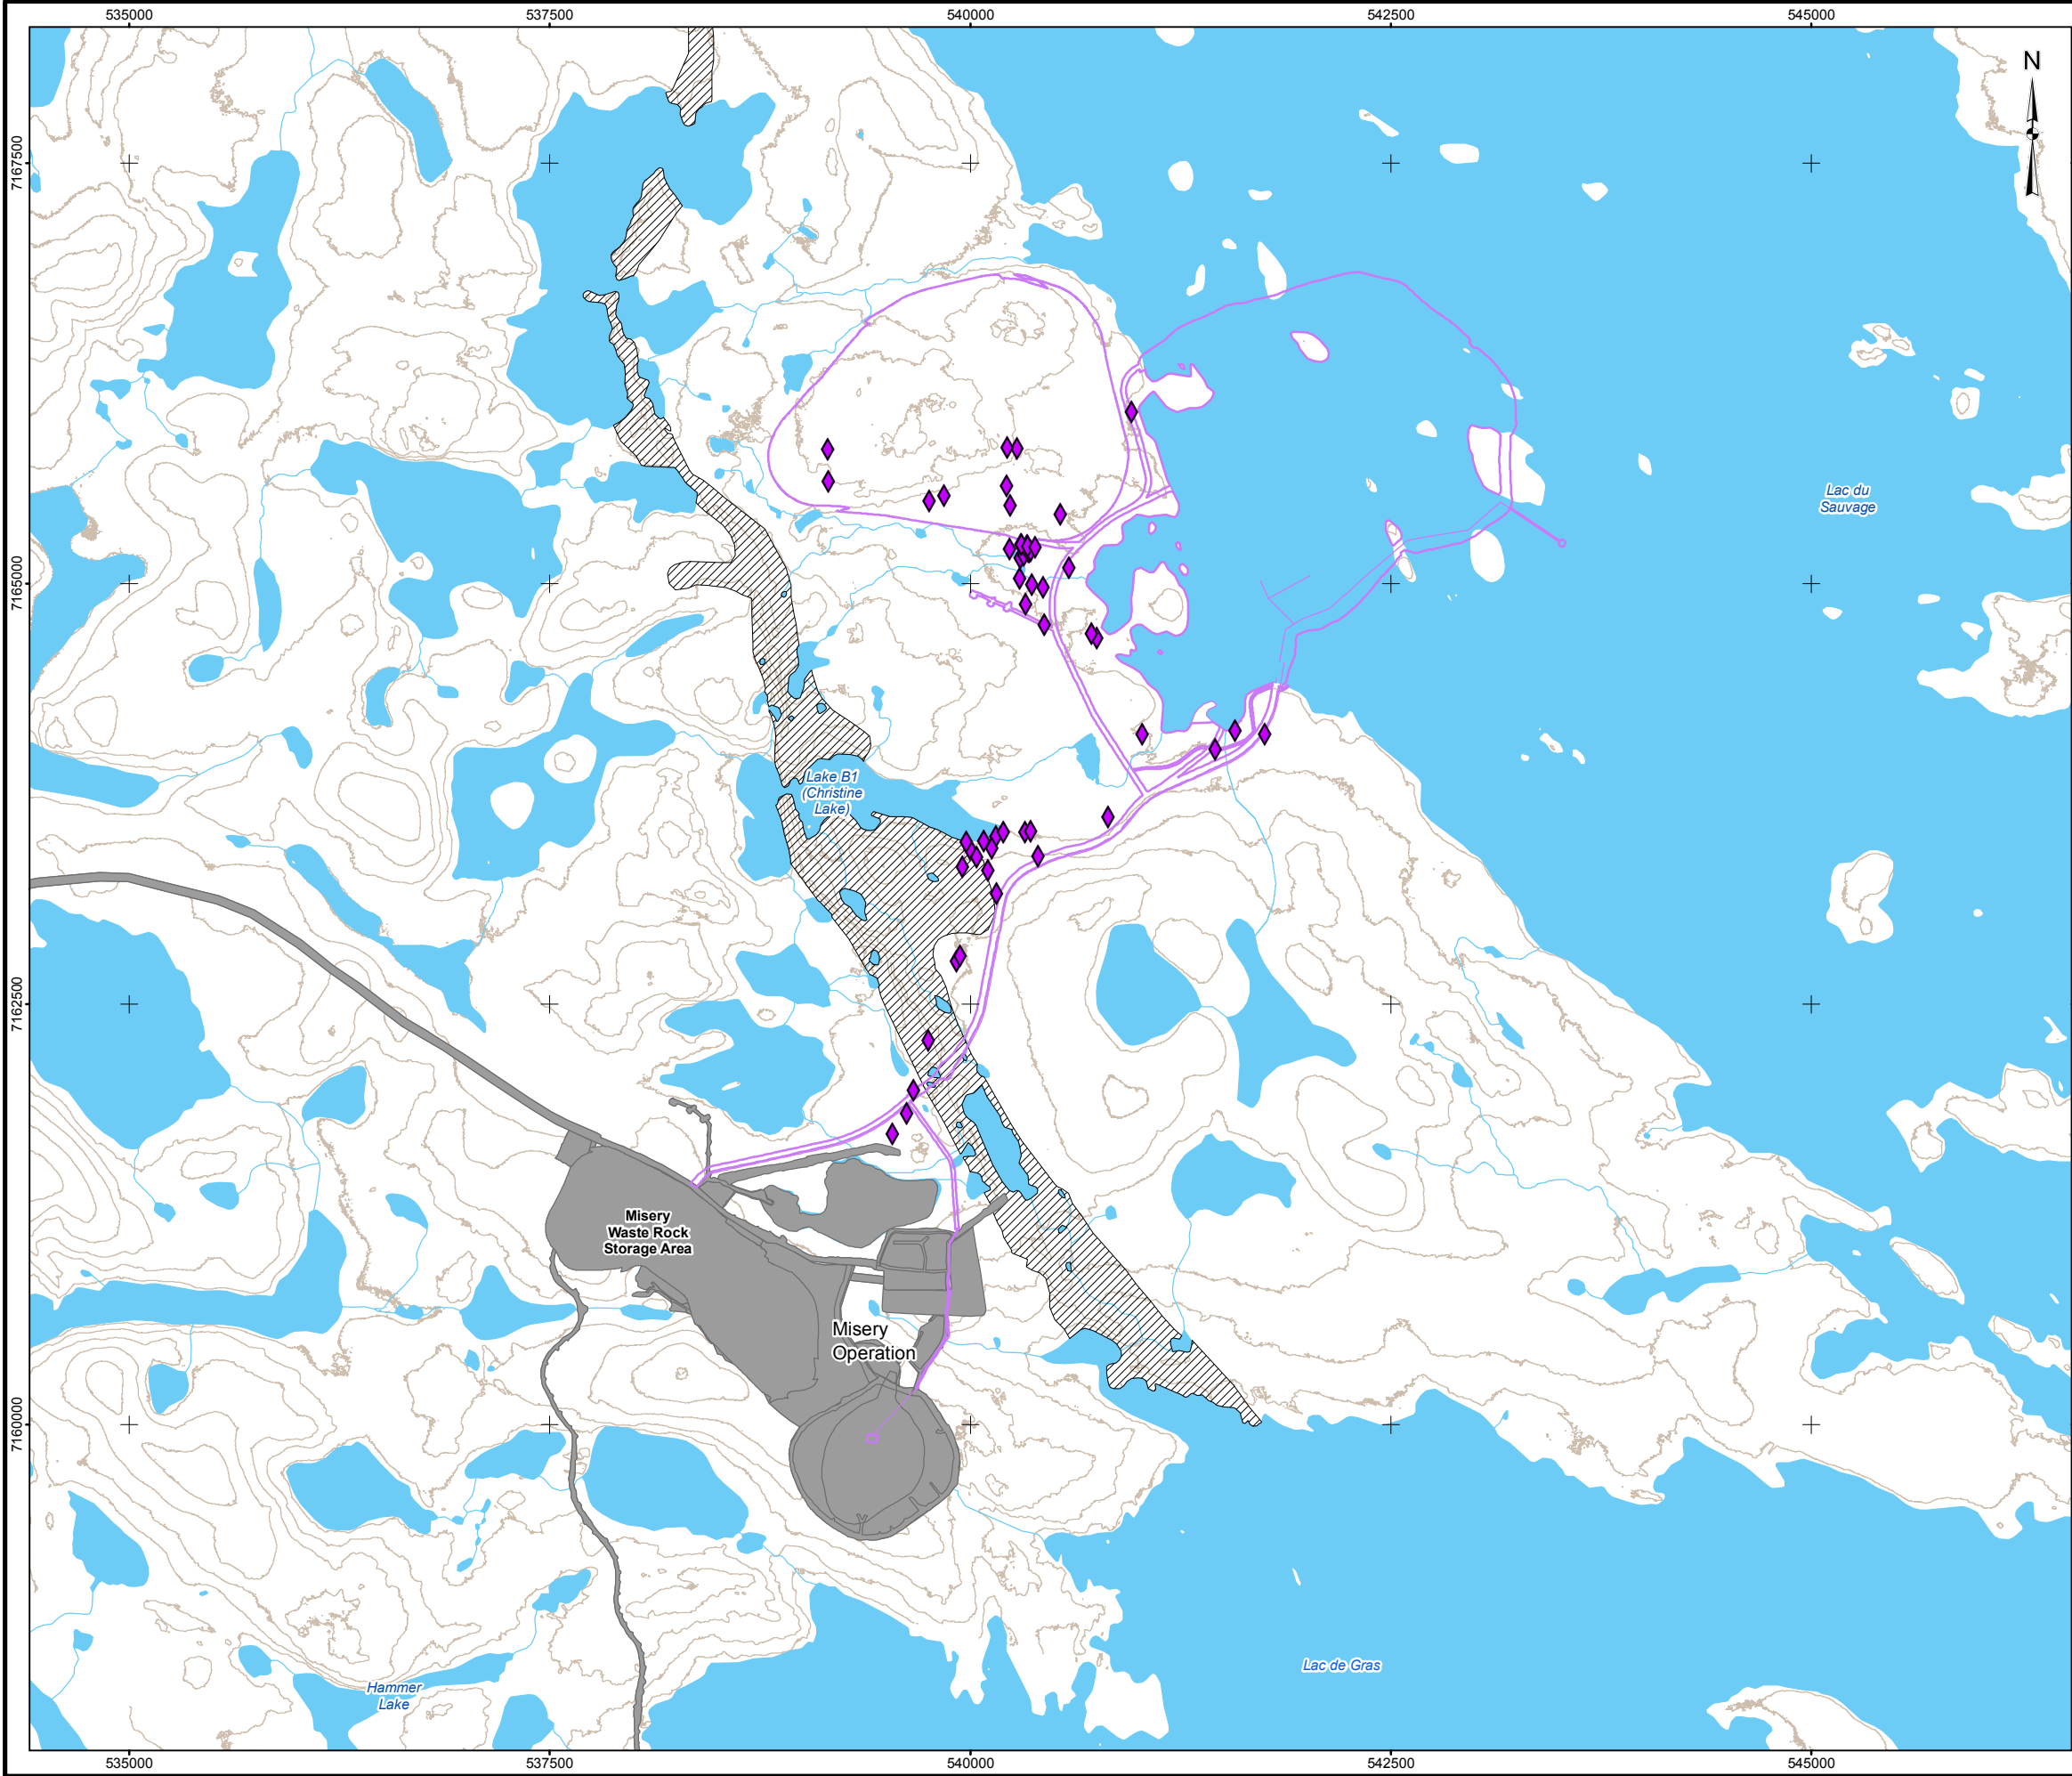 535000
537500
540000
542500
545000
N
7167500
Lac du
Sauvage
7165000
Lake B1
(Christine
Lake)
7162500
Misery
Waste Rock
Storage Area
Misery
Operation
7160000
Lac de Gras
Hammer
Lake
535000
537500
540000
542500
545000